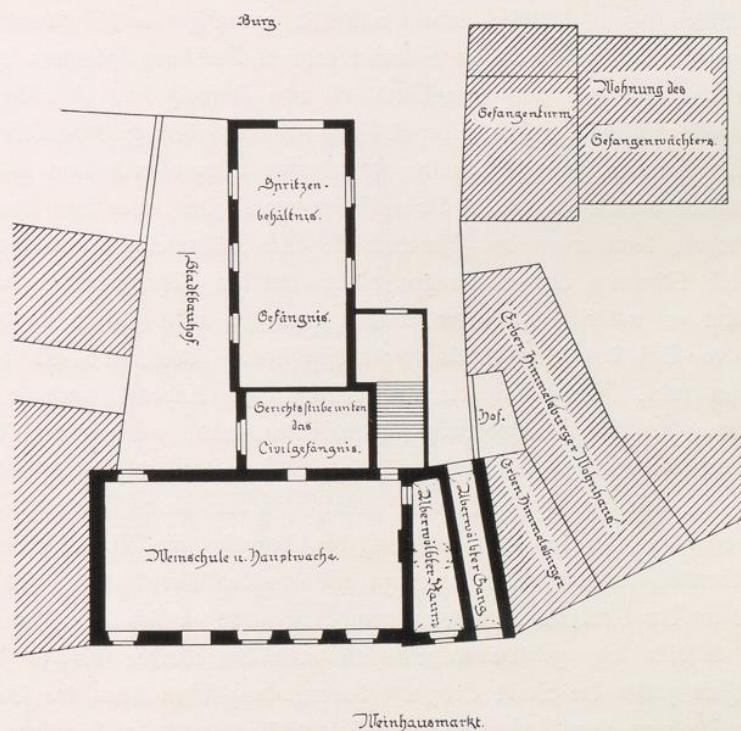 Burg.
Gefangenturm
Wohnung des
Gefangenwächters.
Spritzen-
behältnis.
Gefängnis.
Stadtbauhof.
Gerichtsstube unten
das
Civilgefängnis.
Hof.
Erben Himmelsburger Wohnhaus.
Erben Himmelsburger
Weinschule u. Hauptwache.
Überwölbter Raum
Überwölbter Gang
Weinhausmarkt.